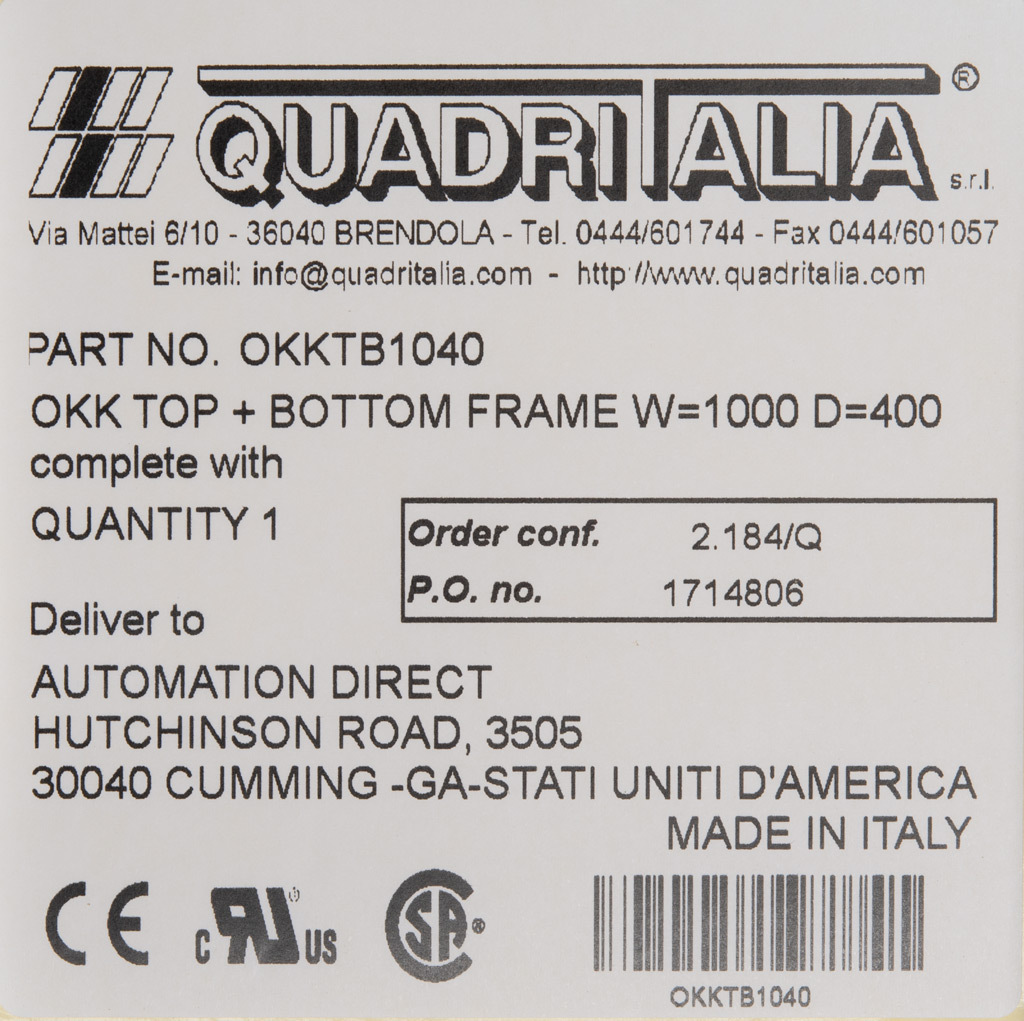 QUADRITALIA ® s.r.l.
Via Mattei 6/10 - 36040 BRENDOLA - Tel. 0444/601744 - Fax 0444/601057
E-mail: info@quadritalia.com - http://www.quadritalia.com
PART NO. OKKTB1040
OKK TOP + BOTTOM FRAME W=1000 D=400
complete with
QUANTITY 1
Order conf. 2.184/Q
P.O. no. 1714806
Deliver to
AUTOMATION DIRECT
HUTCHINSON ROAD, 3505
30040 CUMMING -GA-STATI UNITI D'AMERICA
MADE IN ITALY
CE c RU® US SA®
OKKTB1040